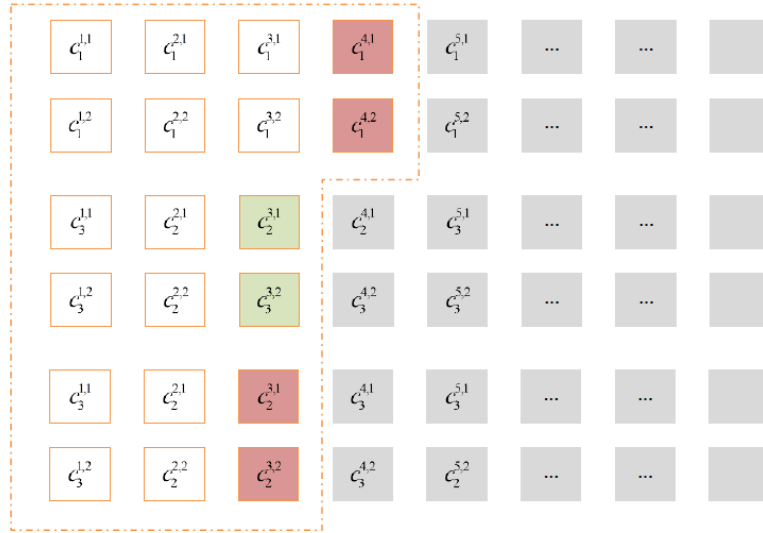 c_1^{1,1} c_1^{2,1} c_1^{3,1} c_1^{4,1} c_1^{5,1} ... ...
c_1^{1,2} c_1^{2,2} c_1^{3,2} c_1^{4,2} c_1^{5,2} ... ...
c_3^{1,1} c_2^{2,1} c_2^{3,1} c_2^{4,1} c_3^{5,1} ... ...
c_3^{1,2} c_2^{2,2} c_3^{3,2} c_3^{4,2} c_3^{5,2} ... ...
c_3^{1,1} c_2^{2,1} c_2^{3,1} c_3^{4,1} c_3^{5,1} ... ...
c_3^{1,2} c_2^{2,2} c_2^{3,2} c_3^{4,2} c_2^{5,2} ... ...